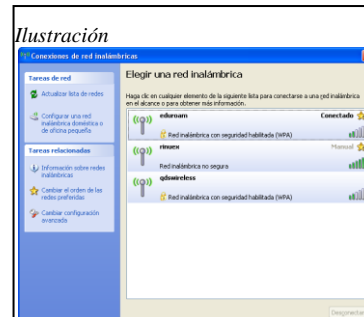 Ilustración
Conexiones de red inalámbricas
Tareas de red
Actualizar lista de redes
Configurar una red
inalámbrica doméstica o
de oficina pequeña
Tareas relacionadas
Información sobre redes
inalámbricas
Cambiar el orden de las
redes preferidas
Cambiar configuración
avanzada
Elegir una red inalámbrica
Haga clic en cualquier elemento de la siguiente lista para conectarse a una red inalámbrica
en el alcance o para obtener más información.
eduroam Conectado
Red inalámbrica con seguridad habilitada (WPA)
rinuex Manual
Red inalámbrica no segura
qdswireless
Red inalámbrica con seguridad habilitada (WPA)